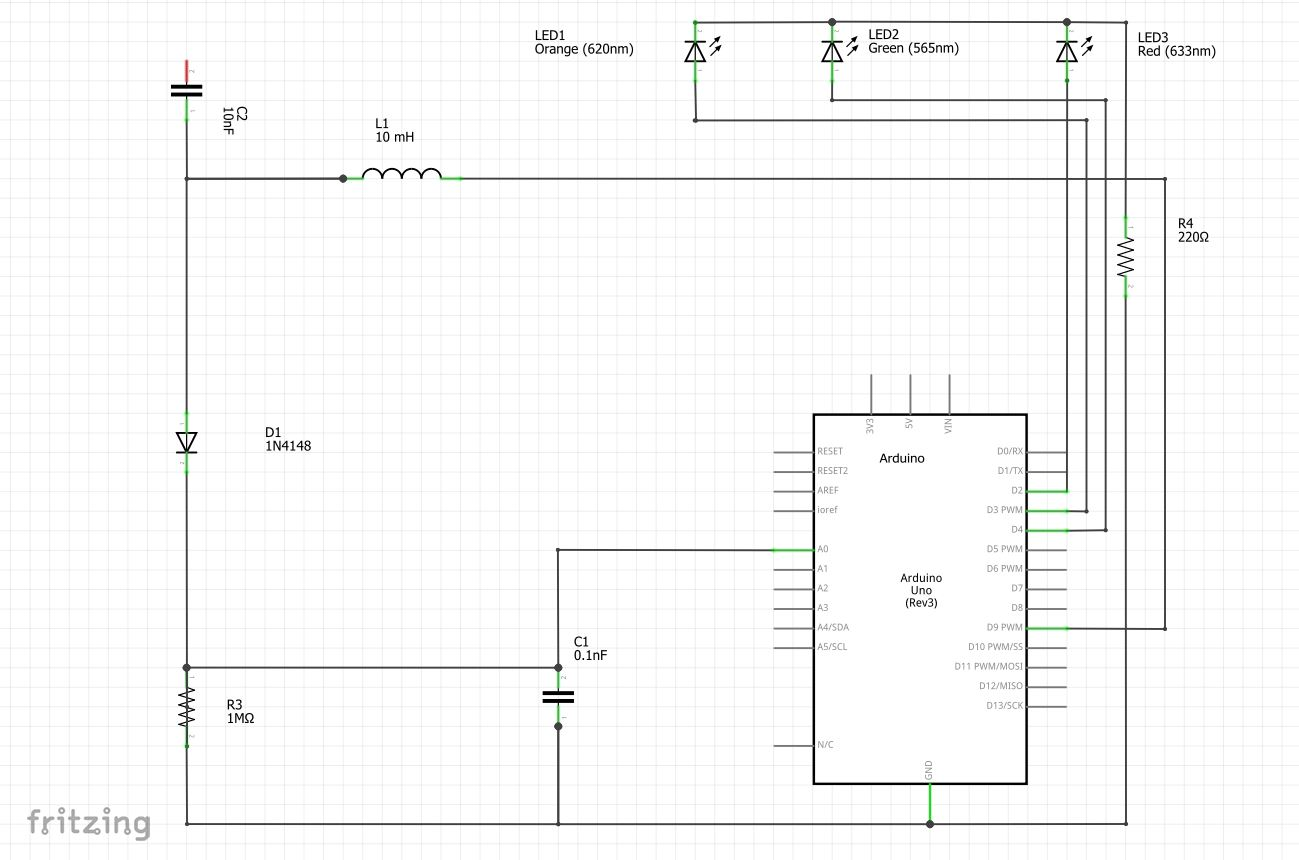 LED1
Orange (620nm)
LED2
Green (565nm)
LED3
Red (633nm)
C2
10nF
L1
10 mH
R4
220Ω
D1
1N4148
3V3
5V
VIN
Arduino
RESET
RESET2
AREF
ioref
A0
A1
A2
A3
A4/SDA
A5/SCL
N/C
Arduino
Uno
(Rev3)
D0/RX
D1/TX
D2
D3 PWM
D4
D5 PWM
D6 PWM
D7
D8
D9 PWM
D10 PWM/SS
D11 PWM/MOSI
D12/MISO
D13/SCK
GND
C1
0.1nF
R3
1MΩ
fritzing